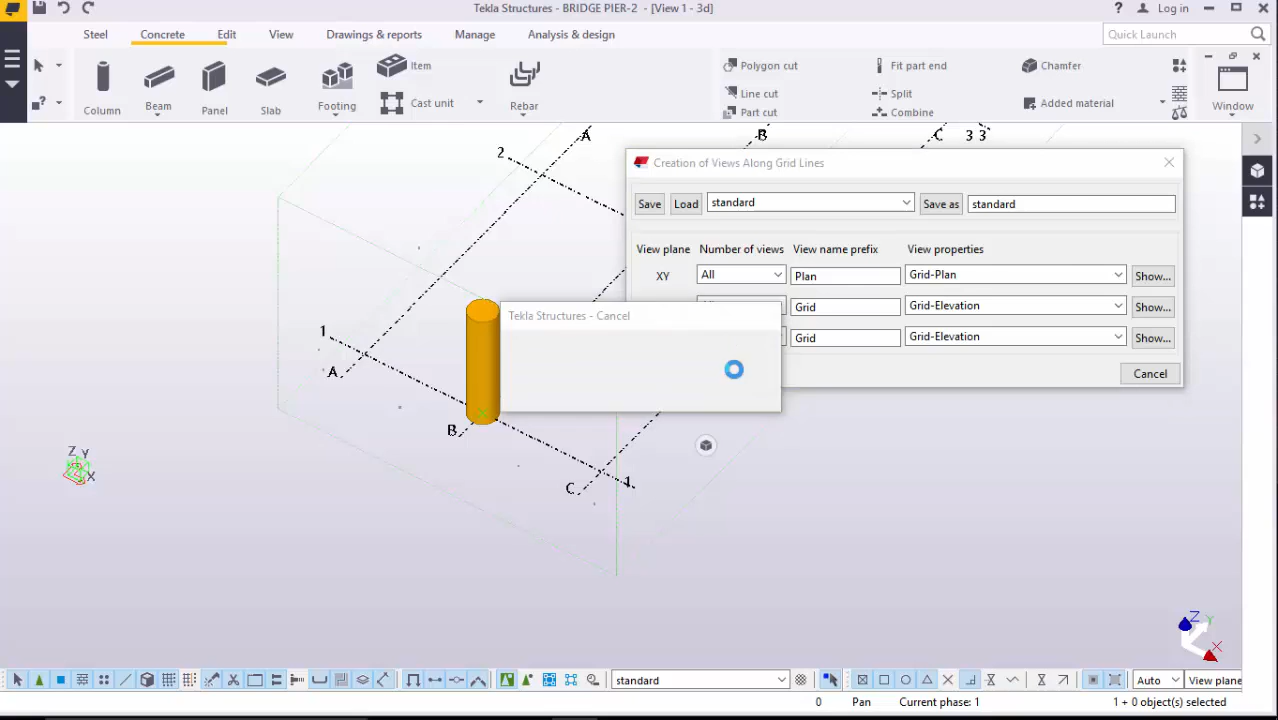 Tekla Structures - BRIDGE PIER-2 - [View 1 - 3d]
? Log in
Steel Concrete Edit View Drawings & reports Manage Analysis & design
Quick Launch
Column Beam Panel Slab Footing
Item
Cast unit
Rebar
Polygon cut
Line cut
Part cut
Fit part end
Split
Combine
Chamfer
Added material
Window
A B C 3 3
2
Creation of Views Along Grid Lines
Save Load standard Save as standard
View plane Number of views View name prefix View properties
XY All Plan Grid-Plan Show...
Grid Grid-Elevation Show...
Grid Grid-Elevation Show...
Cancel
Tekla Structures - Cancel
1
A
B
C 1
Z Y
X
Z Y
X
standard
Auto View plane
0 Pan Current phase: 1 1 + 0 object(s) selected